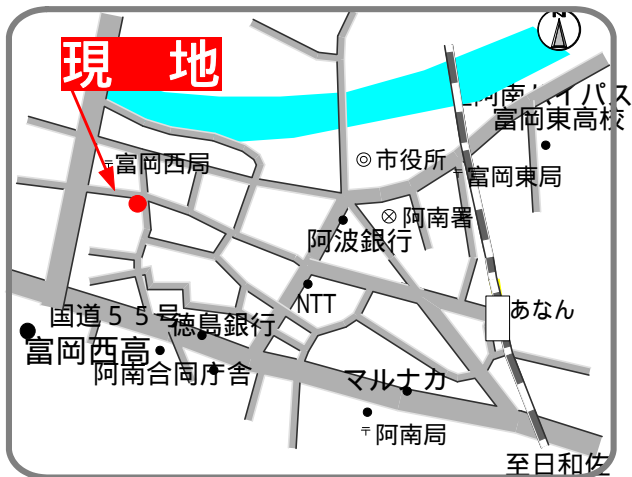 N
現　地
至阿南バイパス
富岡東高校
◎市役所
〒富岡西局
〒富岡東局
阿南署
阿波銀行
NTT
あなん
国道５５号
徳島銀行
富岡西高
阿南合同庁舎
マルナカ
〒阿南局
至日和佐